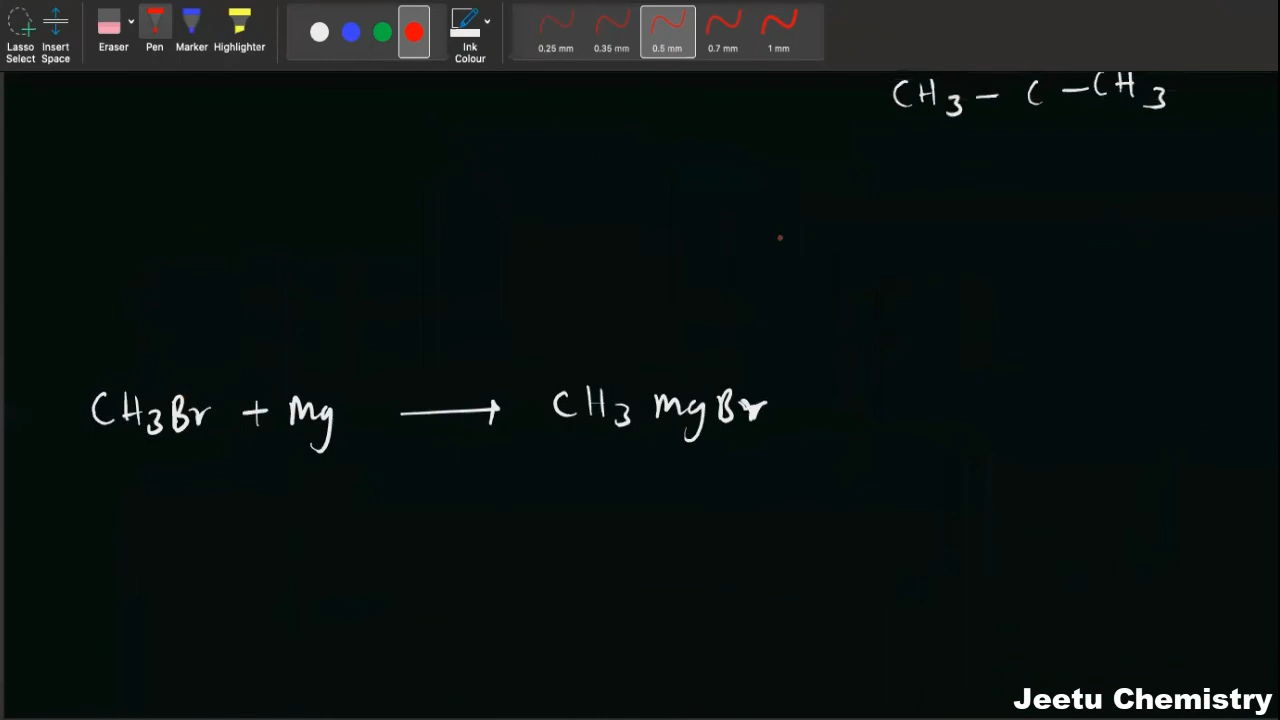 Lasso Select
Insert Space
Eraser
Pen
Marker
Highlighter
Ink Colour
0.25 mm
0.35 mm
0.5 mm
0.7 mm
1 mm
CH3 - C - CH3
CH3Br + Mg ⟶ CH3 MgBr
Jeetu Chemistry